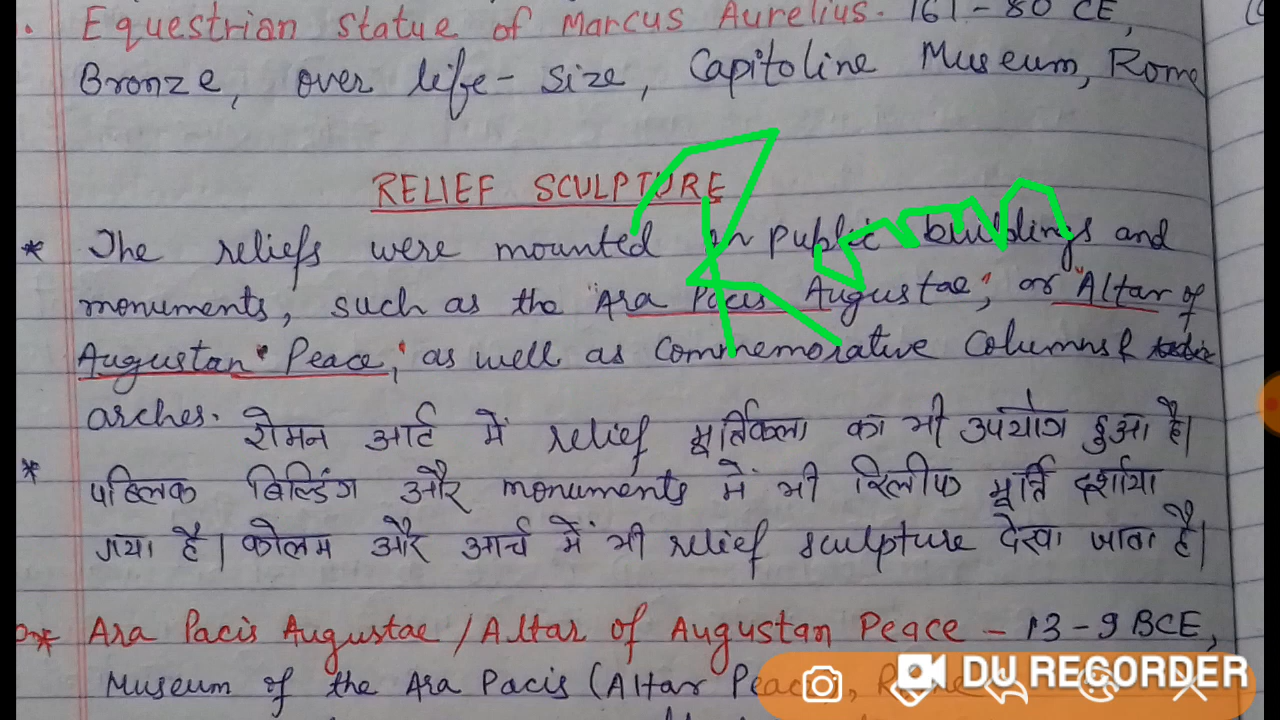 . Equestrian Statue of Marcus Aurelius. 161-80 CE,
Bronze, over life-size, Capitoline Museum, Rome
RELIEF SCULPTURE
* The reliefs were mounted in public buildings and
monuments, such as the "Ara Pacis Augustae", or "Altar of
Augustan Peace", as well as commemorative columns &
arches. रोमन आर्ट में relief मूर्तिकला का भी उपयोग हुआ है।
* पब्लिक बिल्डिंग और monuments में भी रिलीफ मूर्ति दर्शाया
गया है। कोलम और आर्च में भी relief sculpture देखा जाता है।
* Ara Pacis Augustae / Altar of Augustan Peace - 13-9 BCE,
Museum of the Ara Pacis (Altar Peace),
DU RECORDER